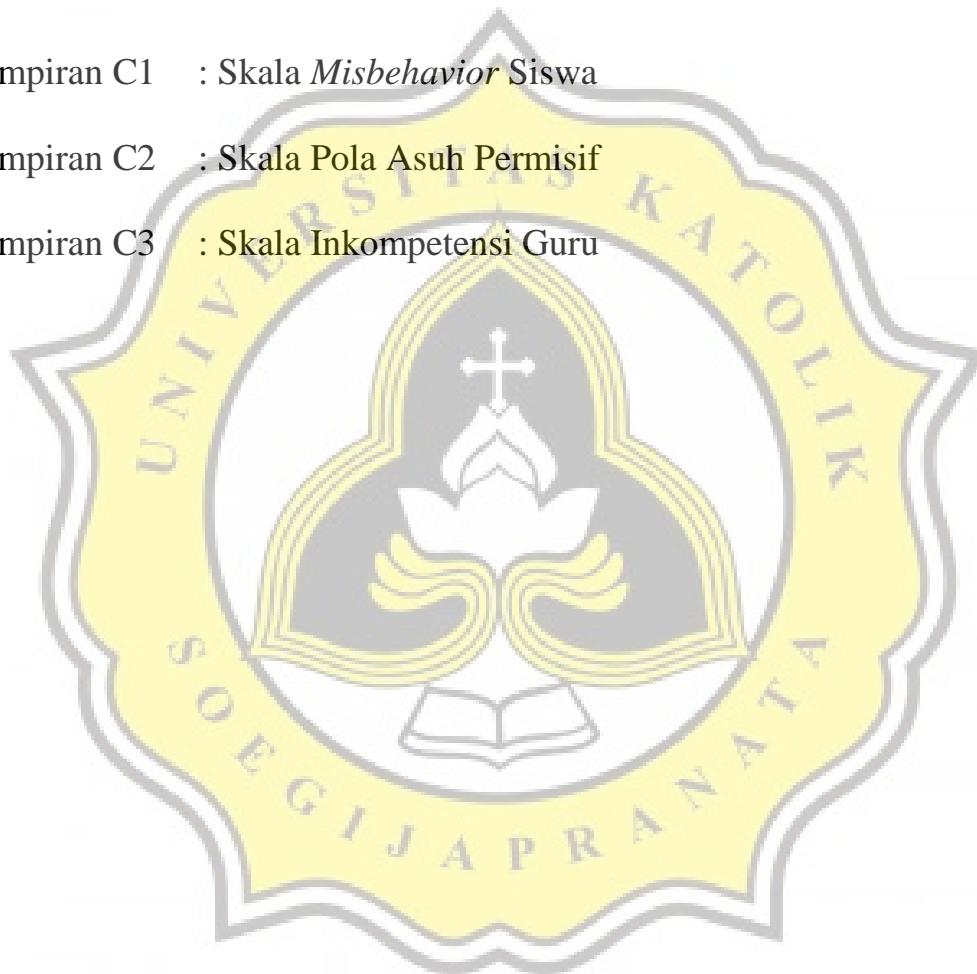 mpiran C1 : Skala Misbehavior Siswa
mpiran C2 : Skala Pola Asuh Permisif
mpiran C3 : Skala Inkompetensi Guru
UNIVERSITAS KATOLIK
SOEGIJAPRANATA